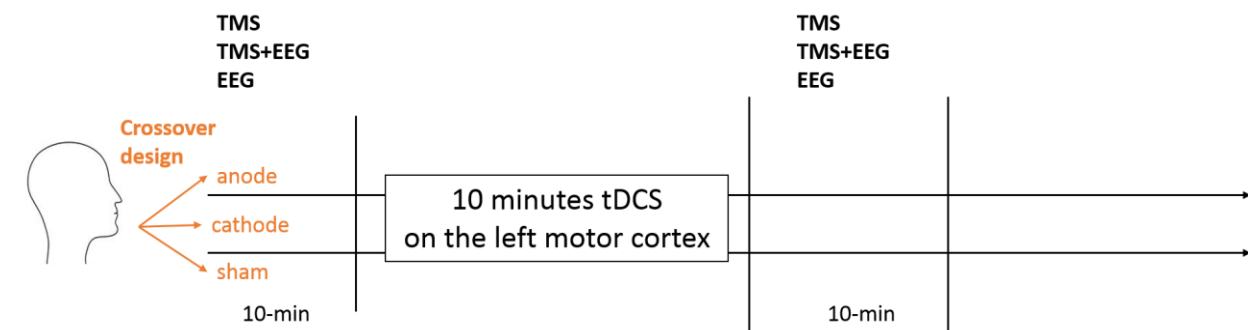 TMS
TMS+EEG
EEG
TMS
TMS+EEG
EEG
Crossover
design
anode
cathode
sham
10 minutes tDCS
on the left motor cortex
10-min
10-min